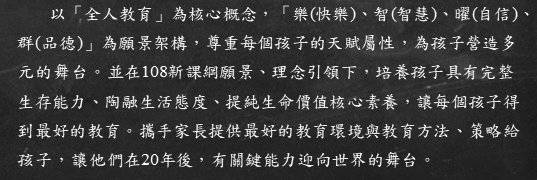 以「全人教育」為核心概念，「樂(快樂)、智(智慧)、曜(自信)、
群(品德)」為願景架構，尊重每個孩子的天賦屬性，為孩子營造多
元的舞台。並在108新課綱願景、理念引領下，培養孩子具有完整
生存能力、陶融生活態度、提純生命價值核心素養，讓每個孩子得
到最好的教育。攜手家長提供最好的教育環境與教育方法、策略給
孩子，讓他們在20年後，有關鍵能力迎向世界的舞台。